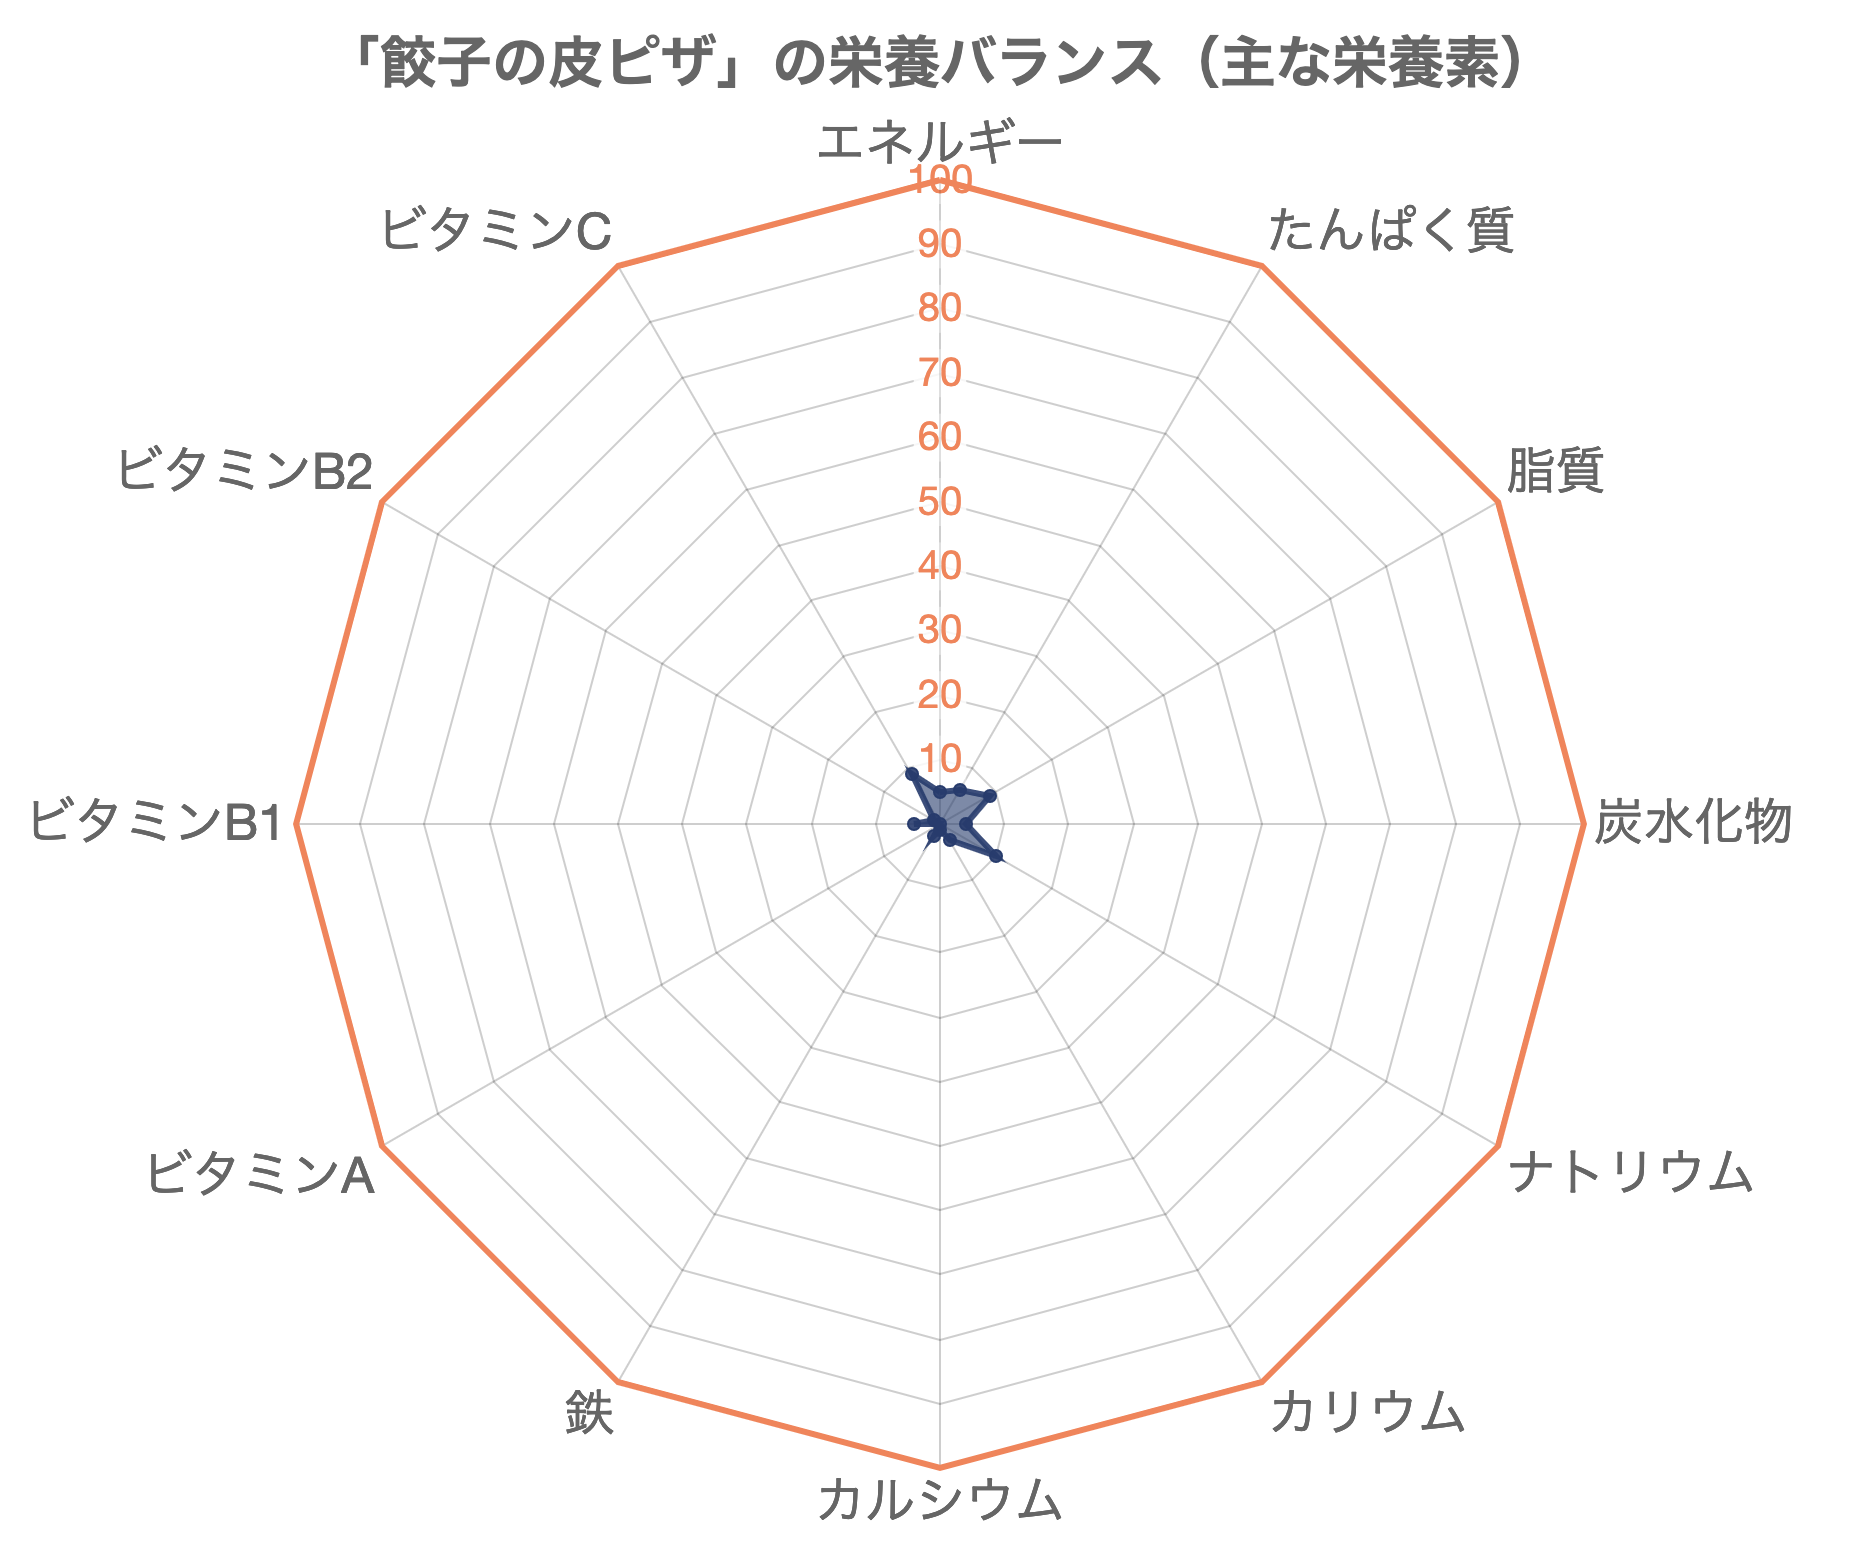 「餃子の皮ピザ」の栄養バランス（主な栄養素）
エネルギー
100
ビタミンC
たんぱく質
90
80
70
60
ビタミンB2
脂質
50
40
30
20
10
ビタミンB1
炭水化物
ビタミンA
ナトリウム
鉄
カリウム
カルシウム